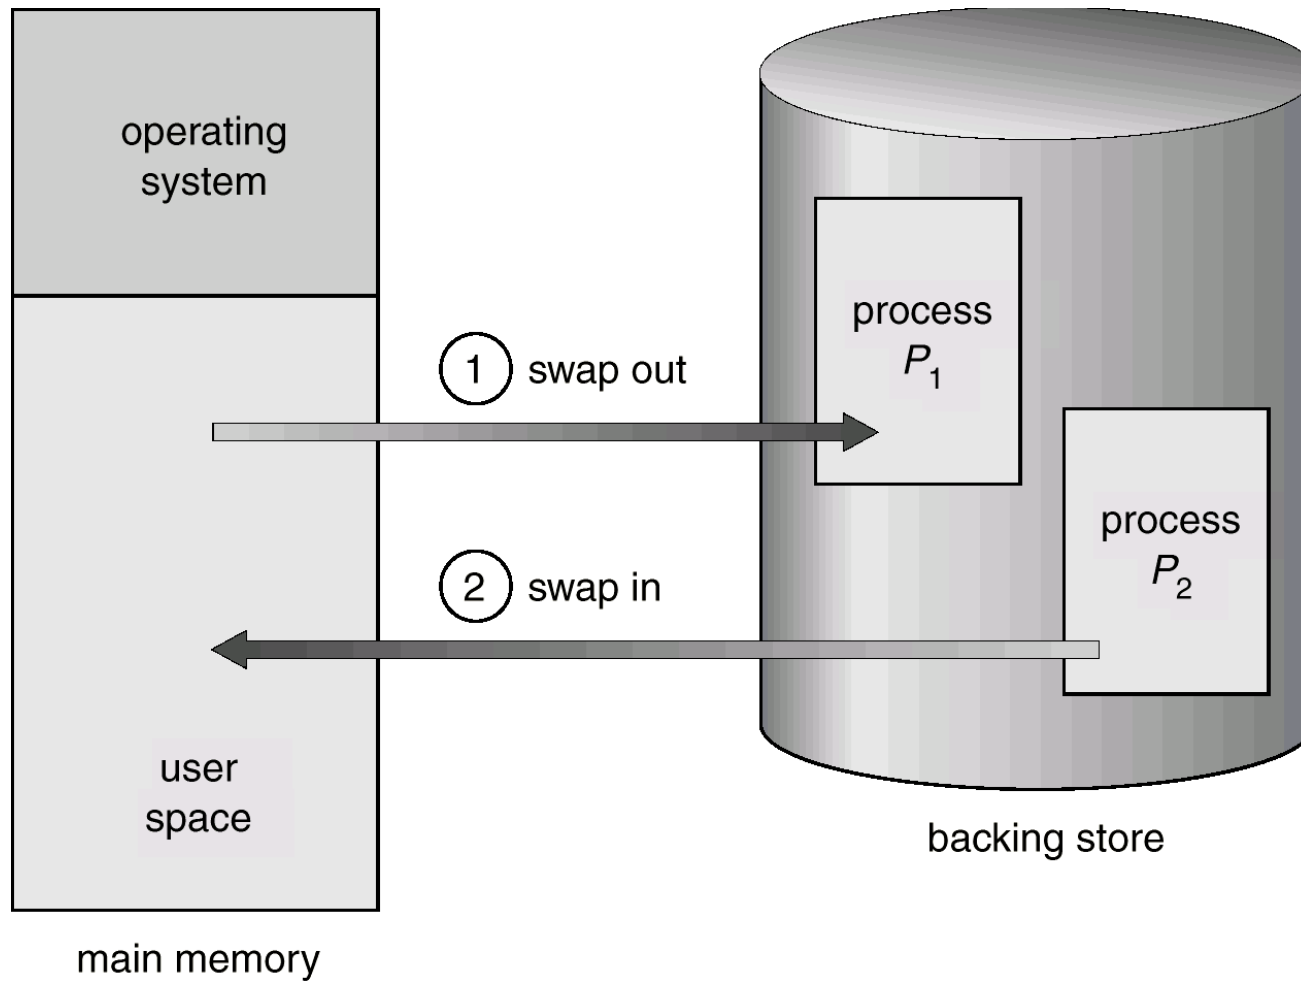 operating
system
process
P1
1 swap out
process
P2
2 swap in
user
space
backing store
main memory